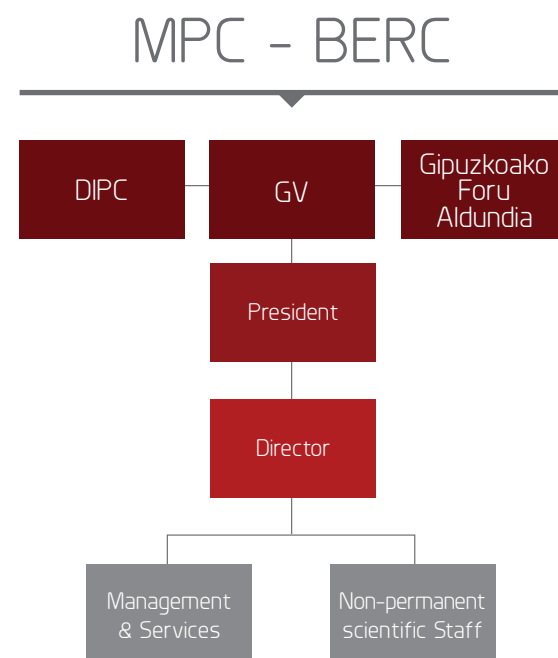 MPC - BERC
DIPC
GV
Gipuzkoako
Foru
Aldundia
President
Director
Management
& Services
Non-permanent
scientific Staff